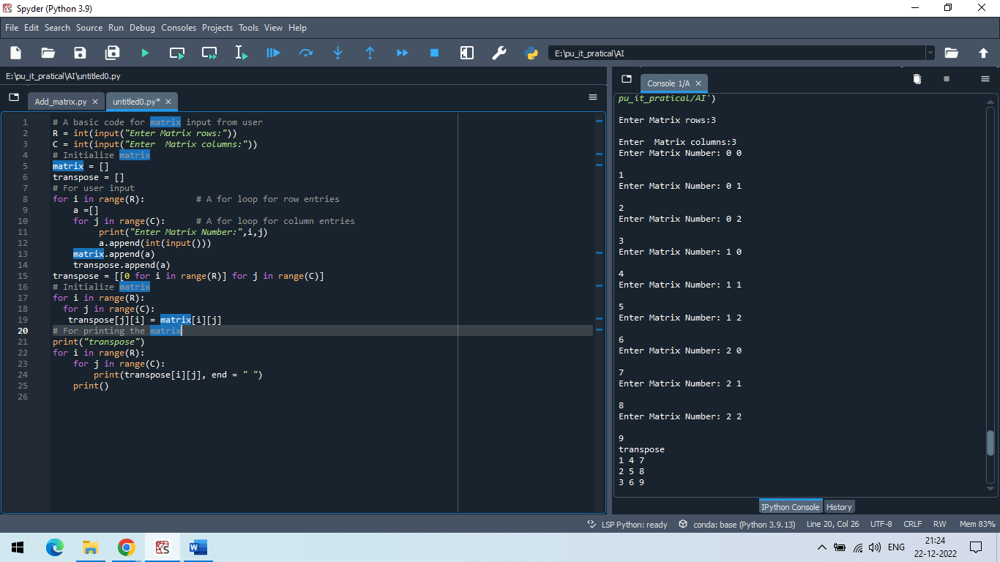 Spyder (Python 3.9)
File Edit Search Source Run Debug Consoles Projects Tools View Help
E:\pu_it_pratical\AI
E:\pu_it_pratical\AI\untitled0.py
Add_matrix.py
untitled0.py*
1 # A basic code for matrix input from user
2 R = int(input("Enter Matrix rows:"))
3 C = int(input("Enter  Matrix columns:"))
4 # Initialize matrix
5 matrix = []
6 transpose = []
7 # For user input
8 for i in range(R):          # A for loop for row entries
9     a =[]
10     for j in range(C):      # A for loop for column entries
11          print("Enter Matrix Number:",i,j)
12          a.append(int(input()))
13     matrix.append(a)
14     transpose.append(a)
15 transpose = [[0 for i in range(R)] for j in range(C)]
16 # Initialize matrix
17 for i in range(R):
18   for j in range(C):
19    transpose[j][i] = matrix[i][j]
20 # For printing the matrix
21 print("transpose")
22 for i in range(R):
23     for j in range(C):
24         print(transpose[i][j], end = " ")
25     print()
26
Console 1/A
pu_it_pratical/AI')
Enter Matrix rows:3
Enter  Matrix columns:3
Enter Matrix Number: 0 0
1
Enter Matrix Number: 0 1
2
Enter Matrix Number: 0 2
3
Enter Matrix Number: 1 0
4
Enter Matrix Number: 1 1
5
Enter Matrix Number: 1 2
6
Enter Matrix Number: 2 0
7
Enter Matrix Number: 2 1
8
Enter Matrix Number: 2 2
9
transpose
1 4 7
2 5 8
3 6 9
IPython Console History
LSP Python: ready conda: base (Python 3.9.13) Line 20, Col 26 UTF-8 CRLF RW Mem 83%
ENG
21:24
22-12-2022